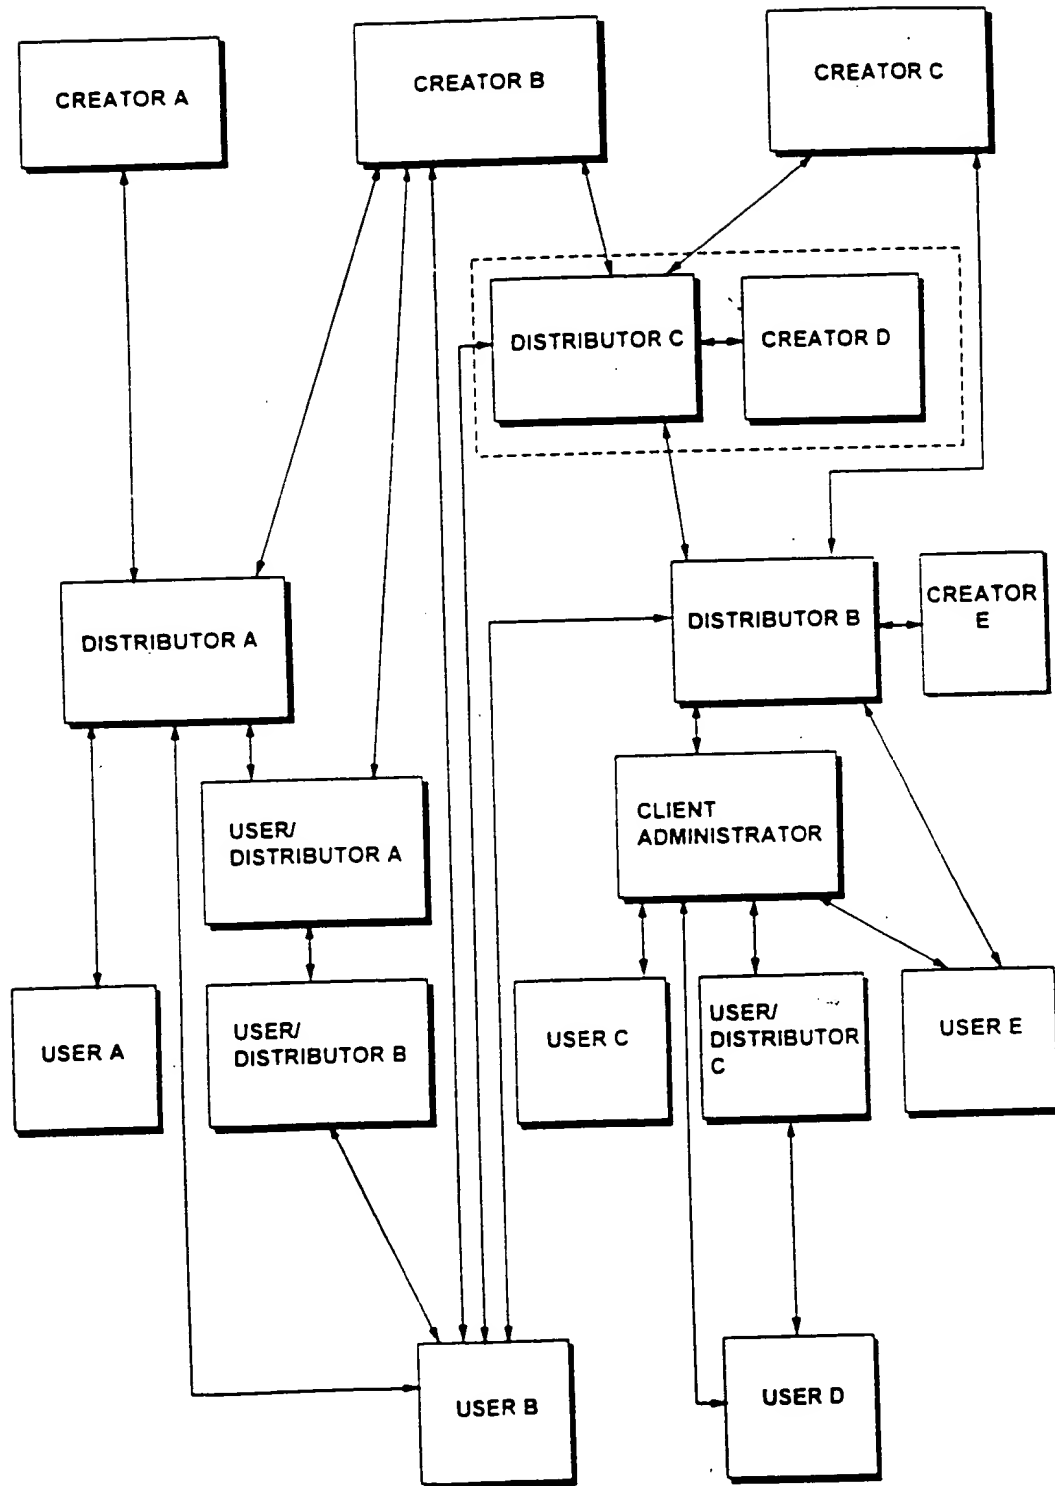 CREATOR A
CREATOR B
CREATOR C
DISTRIBUTOR C
CREATOR D
DISTRIBUTOR A
DISTRIBUTOR B
CREATOR
E
USER/
DISTRIBUTOR A
CLIENT
ADMINISTRATOR
USER A
USER/
DISTRIBUTOR B
USER C
USER/
DISTRIBUTOR
C
USER E
USER B
USER D